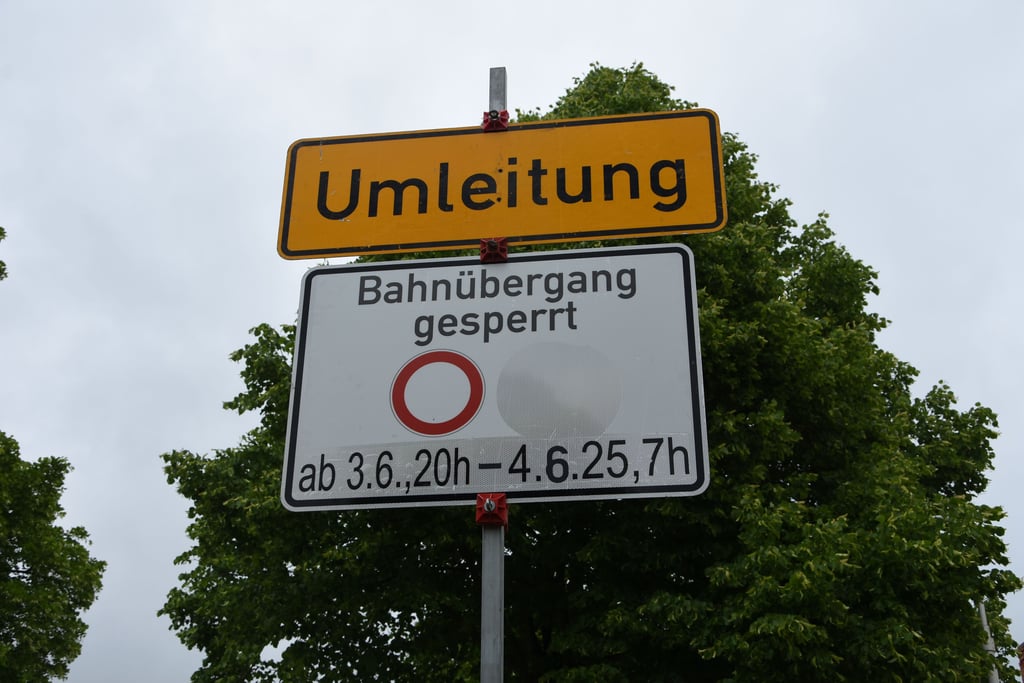 Umleitung
Bahnübergang
gesperrt
ab 3.6.,20h – 4.6.25,7h